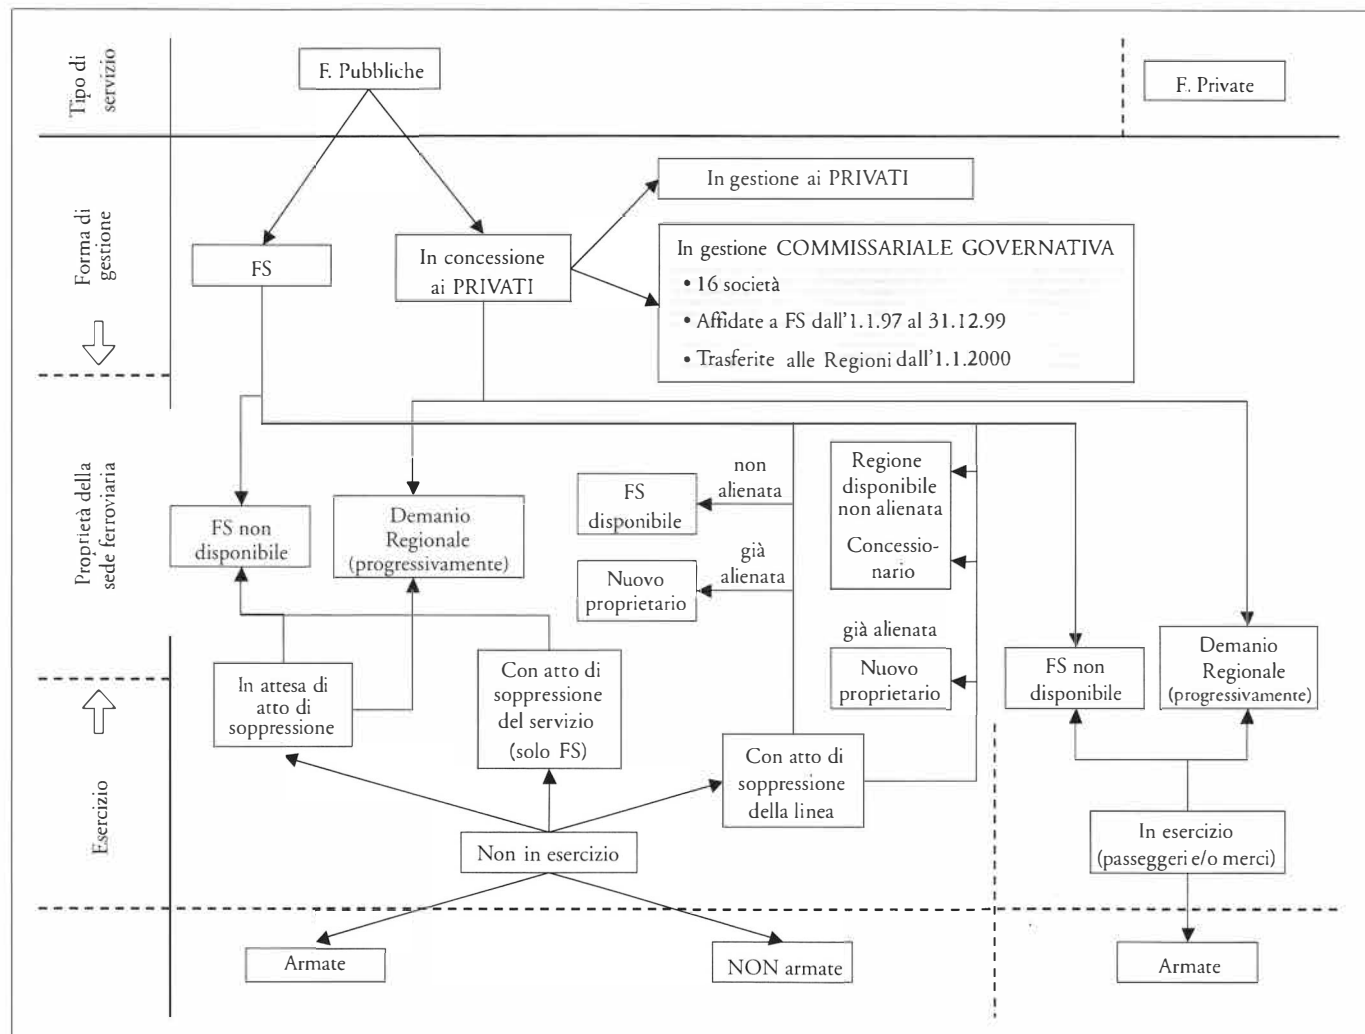 Tipo di
servizio
F. Pubbliche
F. Private
Forma di
gestione
FS
In concessione
ai PRIVATI
In gestione ai PRIVATI
In gestione COMMISSARIALE GOVERNATIVA
• 16 società
• Affidate a FS dall'1.1.97 al 31.12.99
• Trasferite alle Regioni dall'1.1.2000
Proprietà della
sede ferroviaria
FS non
disponibile
Demanio
Regionale
(progressivamente)
FS
disponibile
non
alienata
Nuovo
proprietario
già
alienata
Regione
disponibile
non alienata
Concessio-
nario
già alienata
Nuovo
proprietario
FS non
disponibile
Demanio
Regionale
(progressivamente)
Esercizio
In attesa di
atto di
soppressione
Con atto di
soppressione
del servizio
(solo FS)
Con atto di
soppressione
della linea
Non in esercizio
In esercizio
(passeggeri e/o merci)
Armate
NON armate
Armate